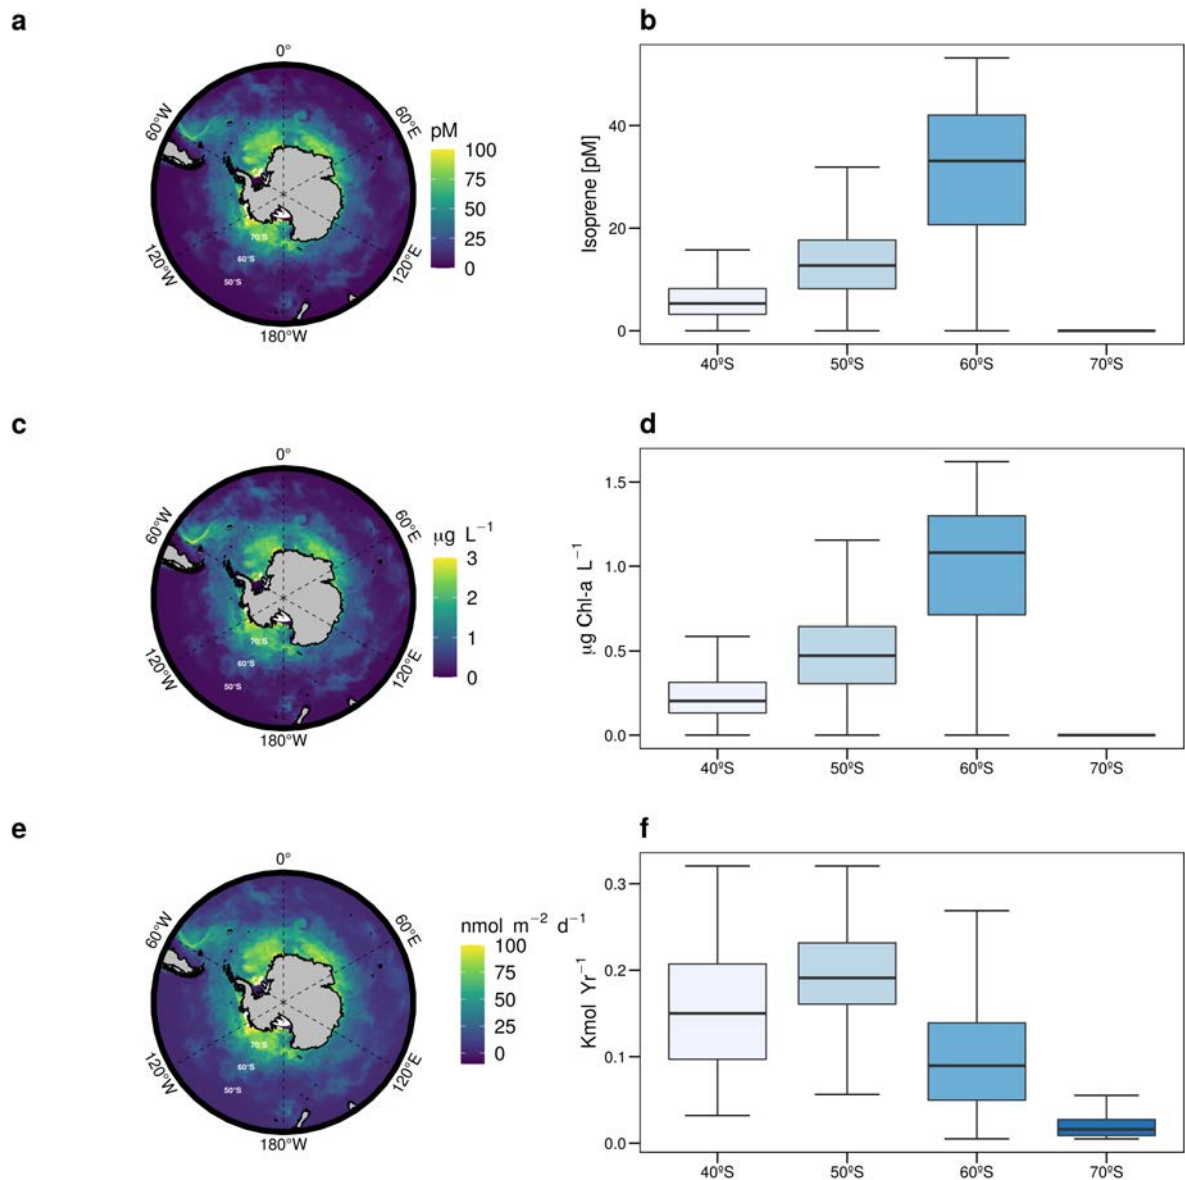 a
0°
60°W
60°E
120°W
120°E
180°W
70°S
60°S
50°S
pM
100
75
50
25
0
b
Isoprene [pM]
40
20
0
40ºS
50ºS
60ºS
70ºS
c
0°
60°W
60°E
120°W
120°E
180°W
70°S
60°S
50°S
μg L⁻¹
3
2
1
0
d
μg Chl-a L⁻¹
1.5
1.0
0.5
0.0
40ºS
50ºS
60ºS
70ºS
e
0°
60°W
60°E
120°W
120°E
180°W
70°S
60°S
50°S
nmol m⁻² d⁻¹
100
75
50
25
0
f
Kmol Yr⁻¹
0.3
0.2
0.1
0.0
40ºS
50ºS
60ºS
70ºS